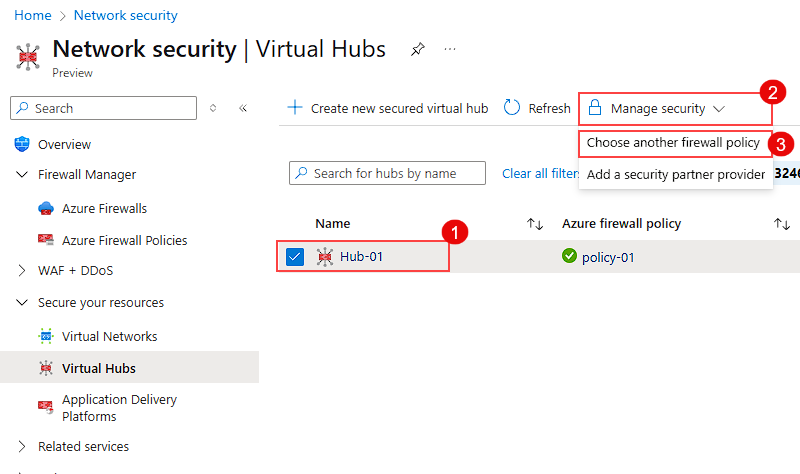 Home > Network security
Network security | Virtual Hubs ...
Preview
Search
«
Create new secured virtual hub
Refresh
Manage security
2
Choose another firewall policy
3
Add a security partner provider
Search for hubs by name
Clear all filters
Name
Azure firewall policy
1
Hub-01
policy-01
Overview
Firewall Manager
Azure Firewalls
Azure Firewall Policies
WAF + DDoS
Secure your resources
Virtual Networks
Virtual Hubs
Application Delivery
Platforms
Related services